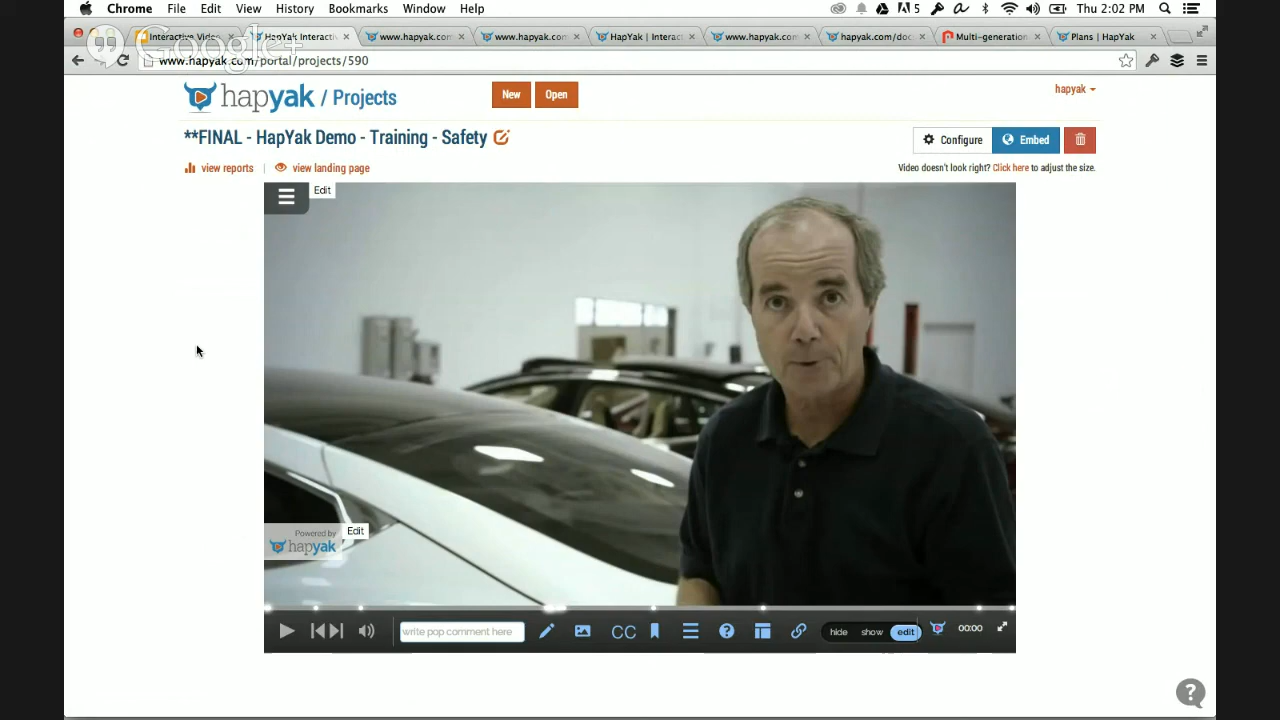 Chrome File Edit View History Bookmarks Window Help 5 Thu 2:02 PM
Interactive Vide HapYak Interacti www.hapyak.com www.hapyak.com HapYak | Interact www.hapyak.com hapyak.com/doc Multi-generation Plans | HapYak
Google+
www.hapyak.com/portal/projects/590
hapyak / Projects New Open hapyak
**FINAL - HapYak Demo - Training - Safety Configure Embed
view reports | view landing page Video doesn't look right? Click here to adjust the size.
Edit
Powered by Edit
hapyak
write pop comment here CC ? hide show edit 00:00
?